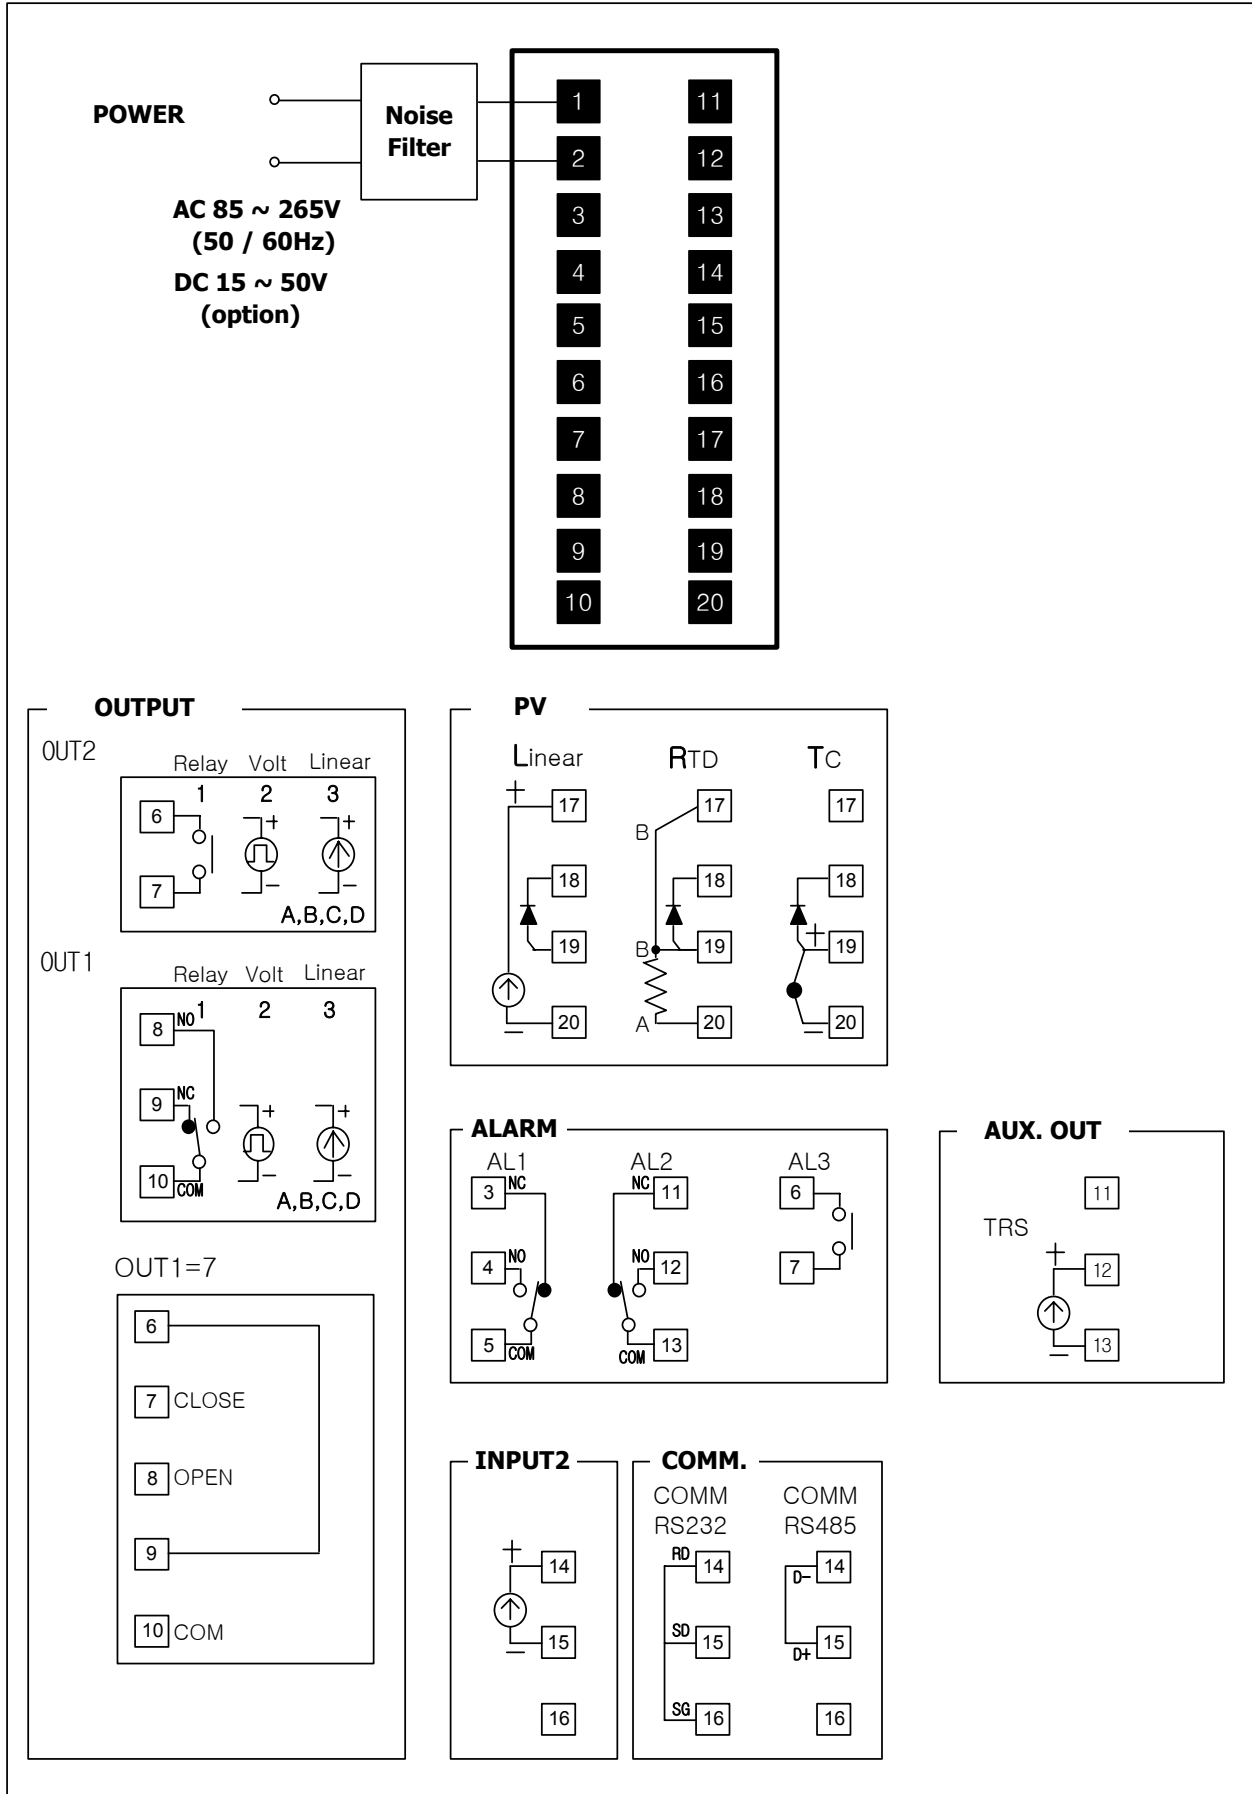 POWER
Noise
Filter
AC 85 ~ 265V
(50 / 60Hz)
DC 15 ~ 50V
(option)
1 11
2 12
3 13
4 14
5 15
6 16
7 17
8 18
9 19
10 20
OUTPUT
OUT2
Relay Volt Linear
1 2 3
6 +  +
7 − −
A,B,C,D
OUT1
Relay Volt Linear
1 2 3
8 NO
9 NC + +
10 COM − −
A,B,C,D
OUT1=7
6
7 CLOSE
8 OPEN
9
10 COM
PV
Linear RTD TC
+ 17 B 17 17
18 18 18
19 B 19 + 19
− 20 A 20 − 20
ALARM
AL1 AL2 AL3
3 NC NC 11 6
4 NO NO 12 7
5 COM COM 13
AUX. OUT
11
TRS
+ 12
− 13
INPUT2
+ 14
− 15
16
COMM.
COMM COMM
RS232 RS485
RD 14 D− 14
SD 15 D+ 15
SG 16 16